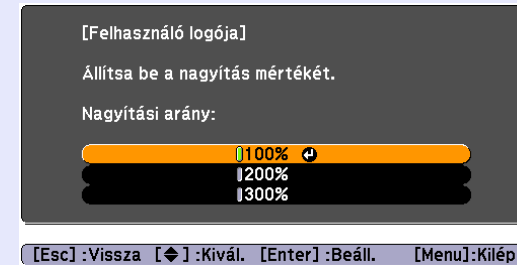 [Felhasználó logója]
Állítsa be a nagyítás mértékét.
Nagyítási arány:
100%
200%
300%
[Esc] :Vissza [◆] :Kivál. [Enter] :Beáll. [Menu]:Kilép